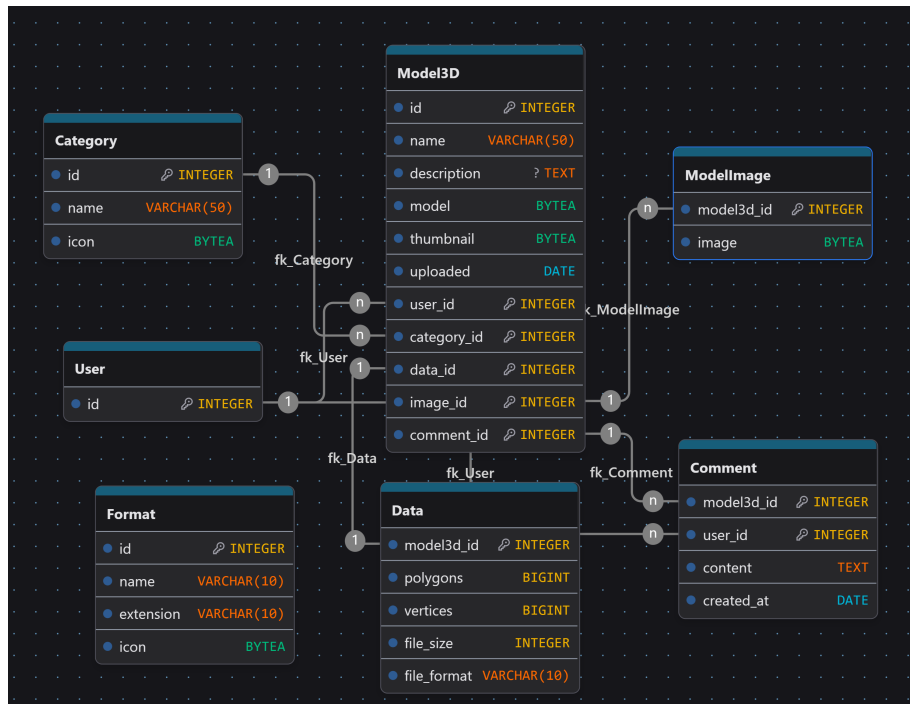 Model3D
id INTEGER
name VARCHAR(50)
description ? TEXT
model BYTEA
thumbnail BYTEA
uploaded DATE
user_id INTEGER
category_id INTEGER
data_id INTEGER
image_id INTEGER
comment_id INTEGER
Category
id INTEGER
name VARCHAR(50)
icon BYTEA
1
fk_Category
n
n
1
fk_User
User
id INTEGER
1
fk_Data
ModelImage
model3d_id INTEGER
image BYTEA
n
k_ModelImage
1
1
fk_User
fk_Comment
Comment
model3d_id INTEGER
user_id INTEGER
content TEXT
created_at DATE
n
n
Format
id INTEGER
name VARCHAR(10)
extension VARCHAR(10)
icon BYTEA
1
Data
model3d_id INTEGER
polygons BIGINT
vertices BIGINT
file_size INTEGER
file_format VARCHAR(10)